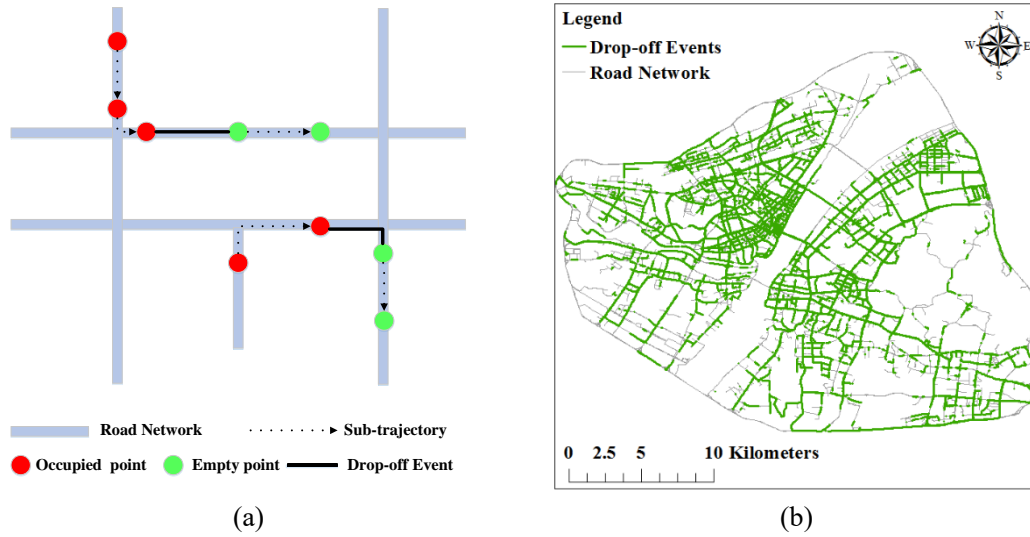 Road Network
Sub-trajectory
Occupied point
Empty point
Drop-off Event
(a)
Legend
Drop-off Events
Road Network
N
W
E
S
0 2.5 5 10 Kilometers
(b)